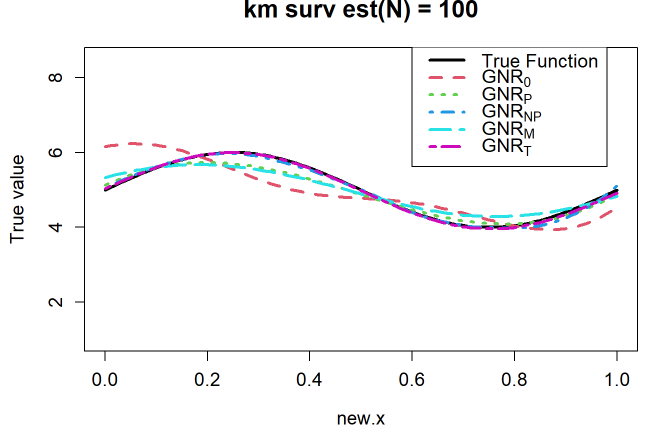 km surv est(N) = 100
True value
8
6
4
2
True Function
GNR0
GNRP
GNRNP
GNRM
GNRT
0.0 0.2 0.4 0.6 0.8 1.0
new.x